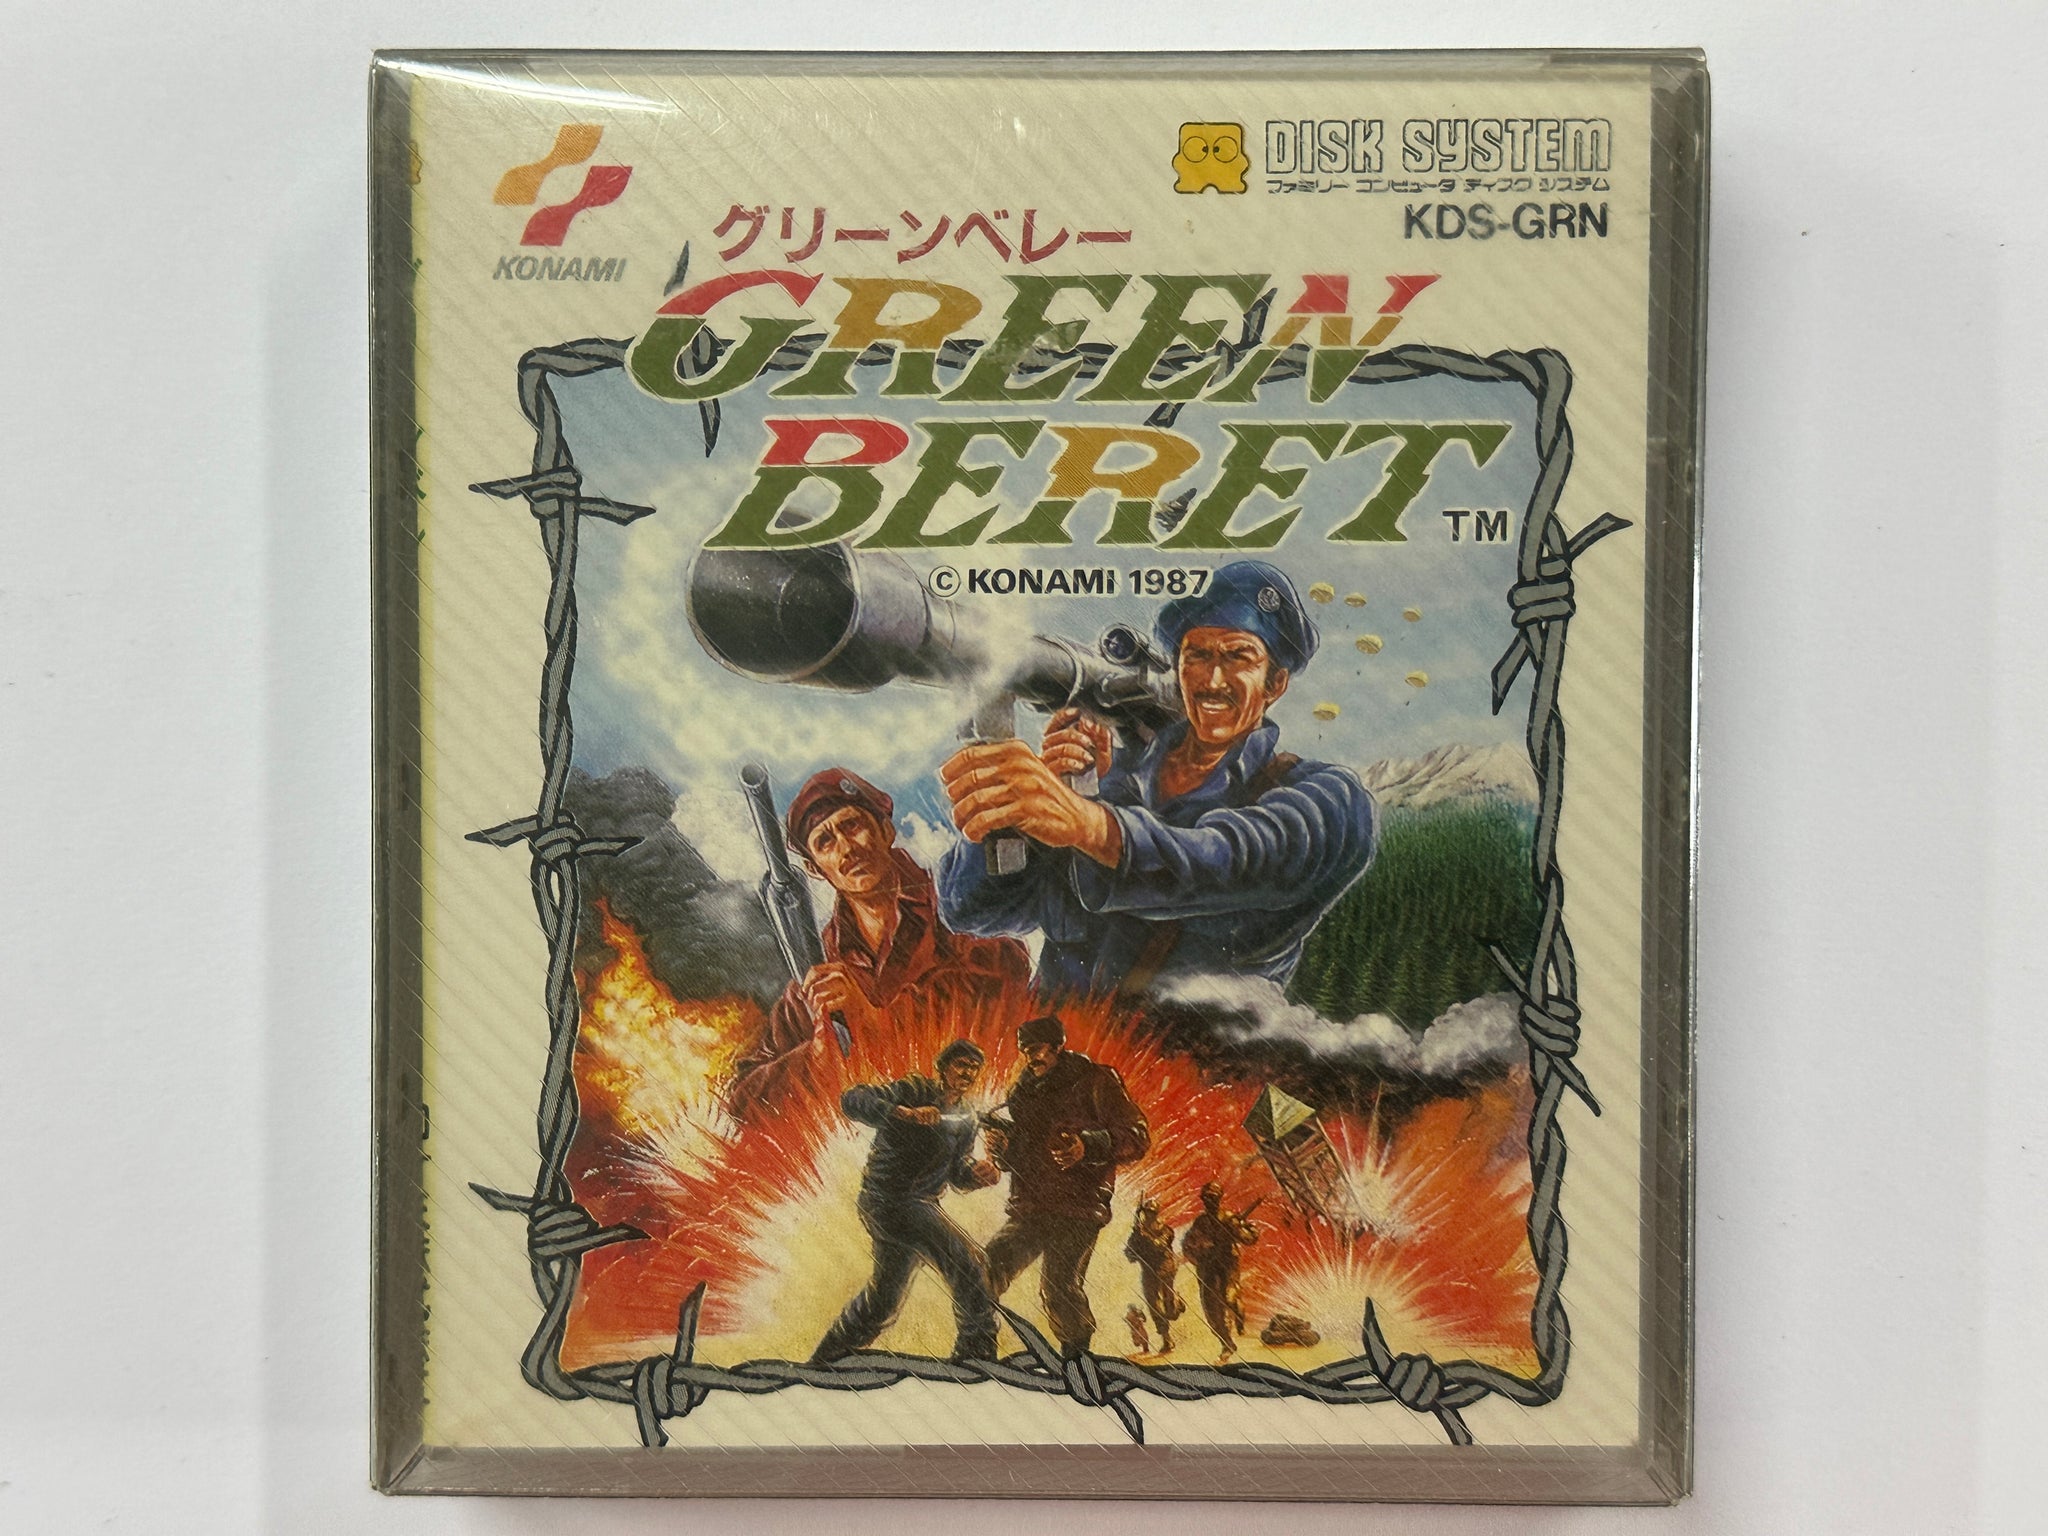 KONAMI
DISK SYSTEM
ファミリー コンピュータ ディスク システム
KDS-GRN
グリーンベレー
GREEN
BERET TM
© KONAMI 1987